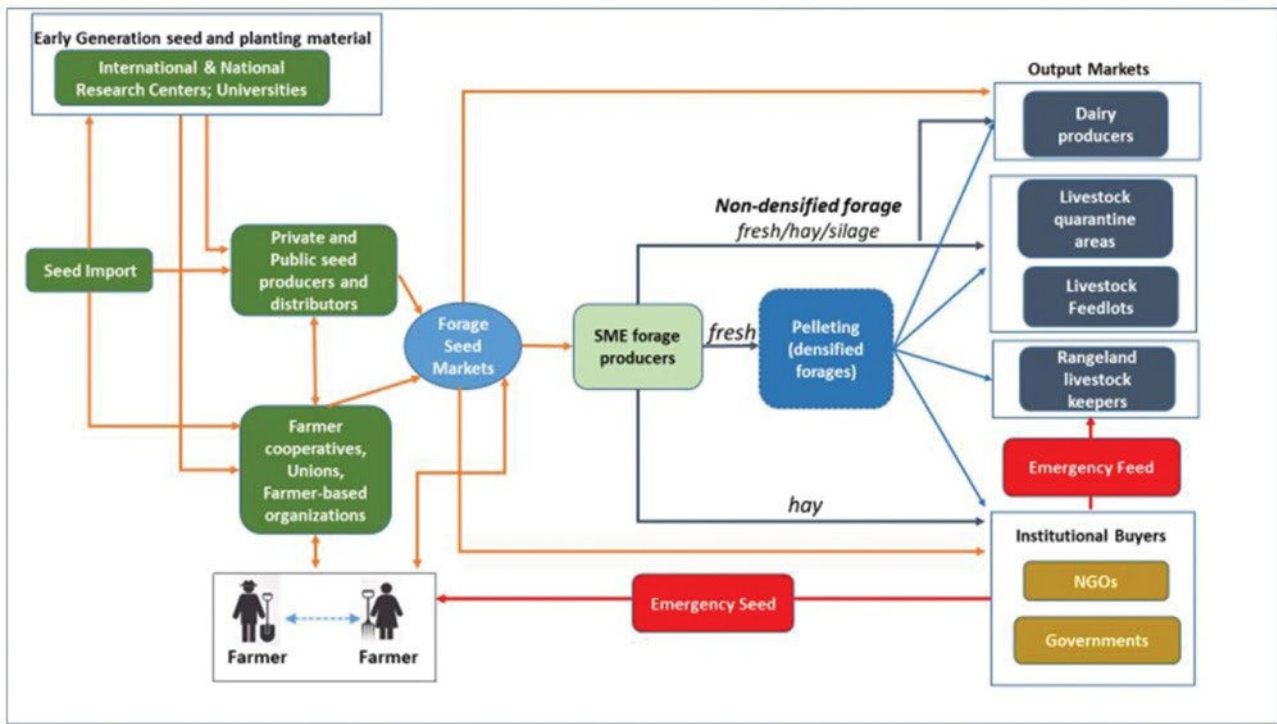 Early Generation seed and planting material
International & National
Research Centers; Universities
Seed Import
Private and
Public seed
producers and
distributors
Farmer
cooperatives,
Unions,
Farmer-based
organizations
Farmer
Farmer
Forage
Seed
Markets
SME forage
producers
Non-densified forage
fresh/hay/silage
fresh
Pelleting
(densified
forages)
hay
Emergency Seed
Output Markets
Dairy
producers
Livestock
quarantine
areas
Livestock
Feedlots
Rangeland
livestock
keepers
Emergency Feed
Institutional Buyers
NGOs
Governments